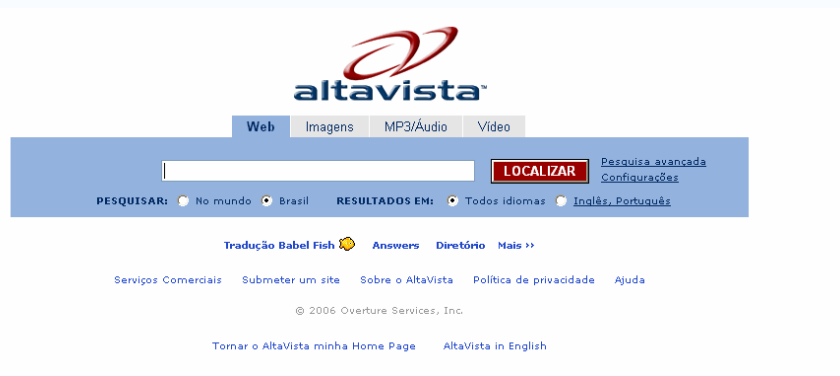 altavista™
Web Imagens MP3/Áudio Vídeo
LOCALIZAR Pesquisa avançada
Configurações
PESQUISAR: No mundo Brasil RESULTADOS EM: Todos idiomas Inglês, Português
Tradução Babel Fish Answers Diretório Mais ››
Serviços Comerciais Submeter um site Sobre o AltaVista Política de privacidade Ajuda
© 2006 Overture Services, Inc.
Tornar o AltaVista minha Home Page AltaVista in English